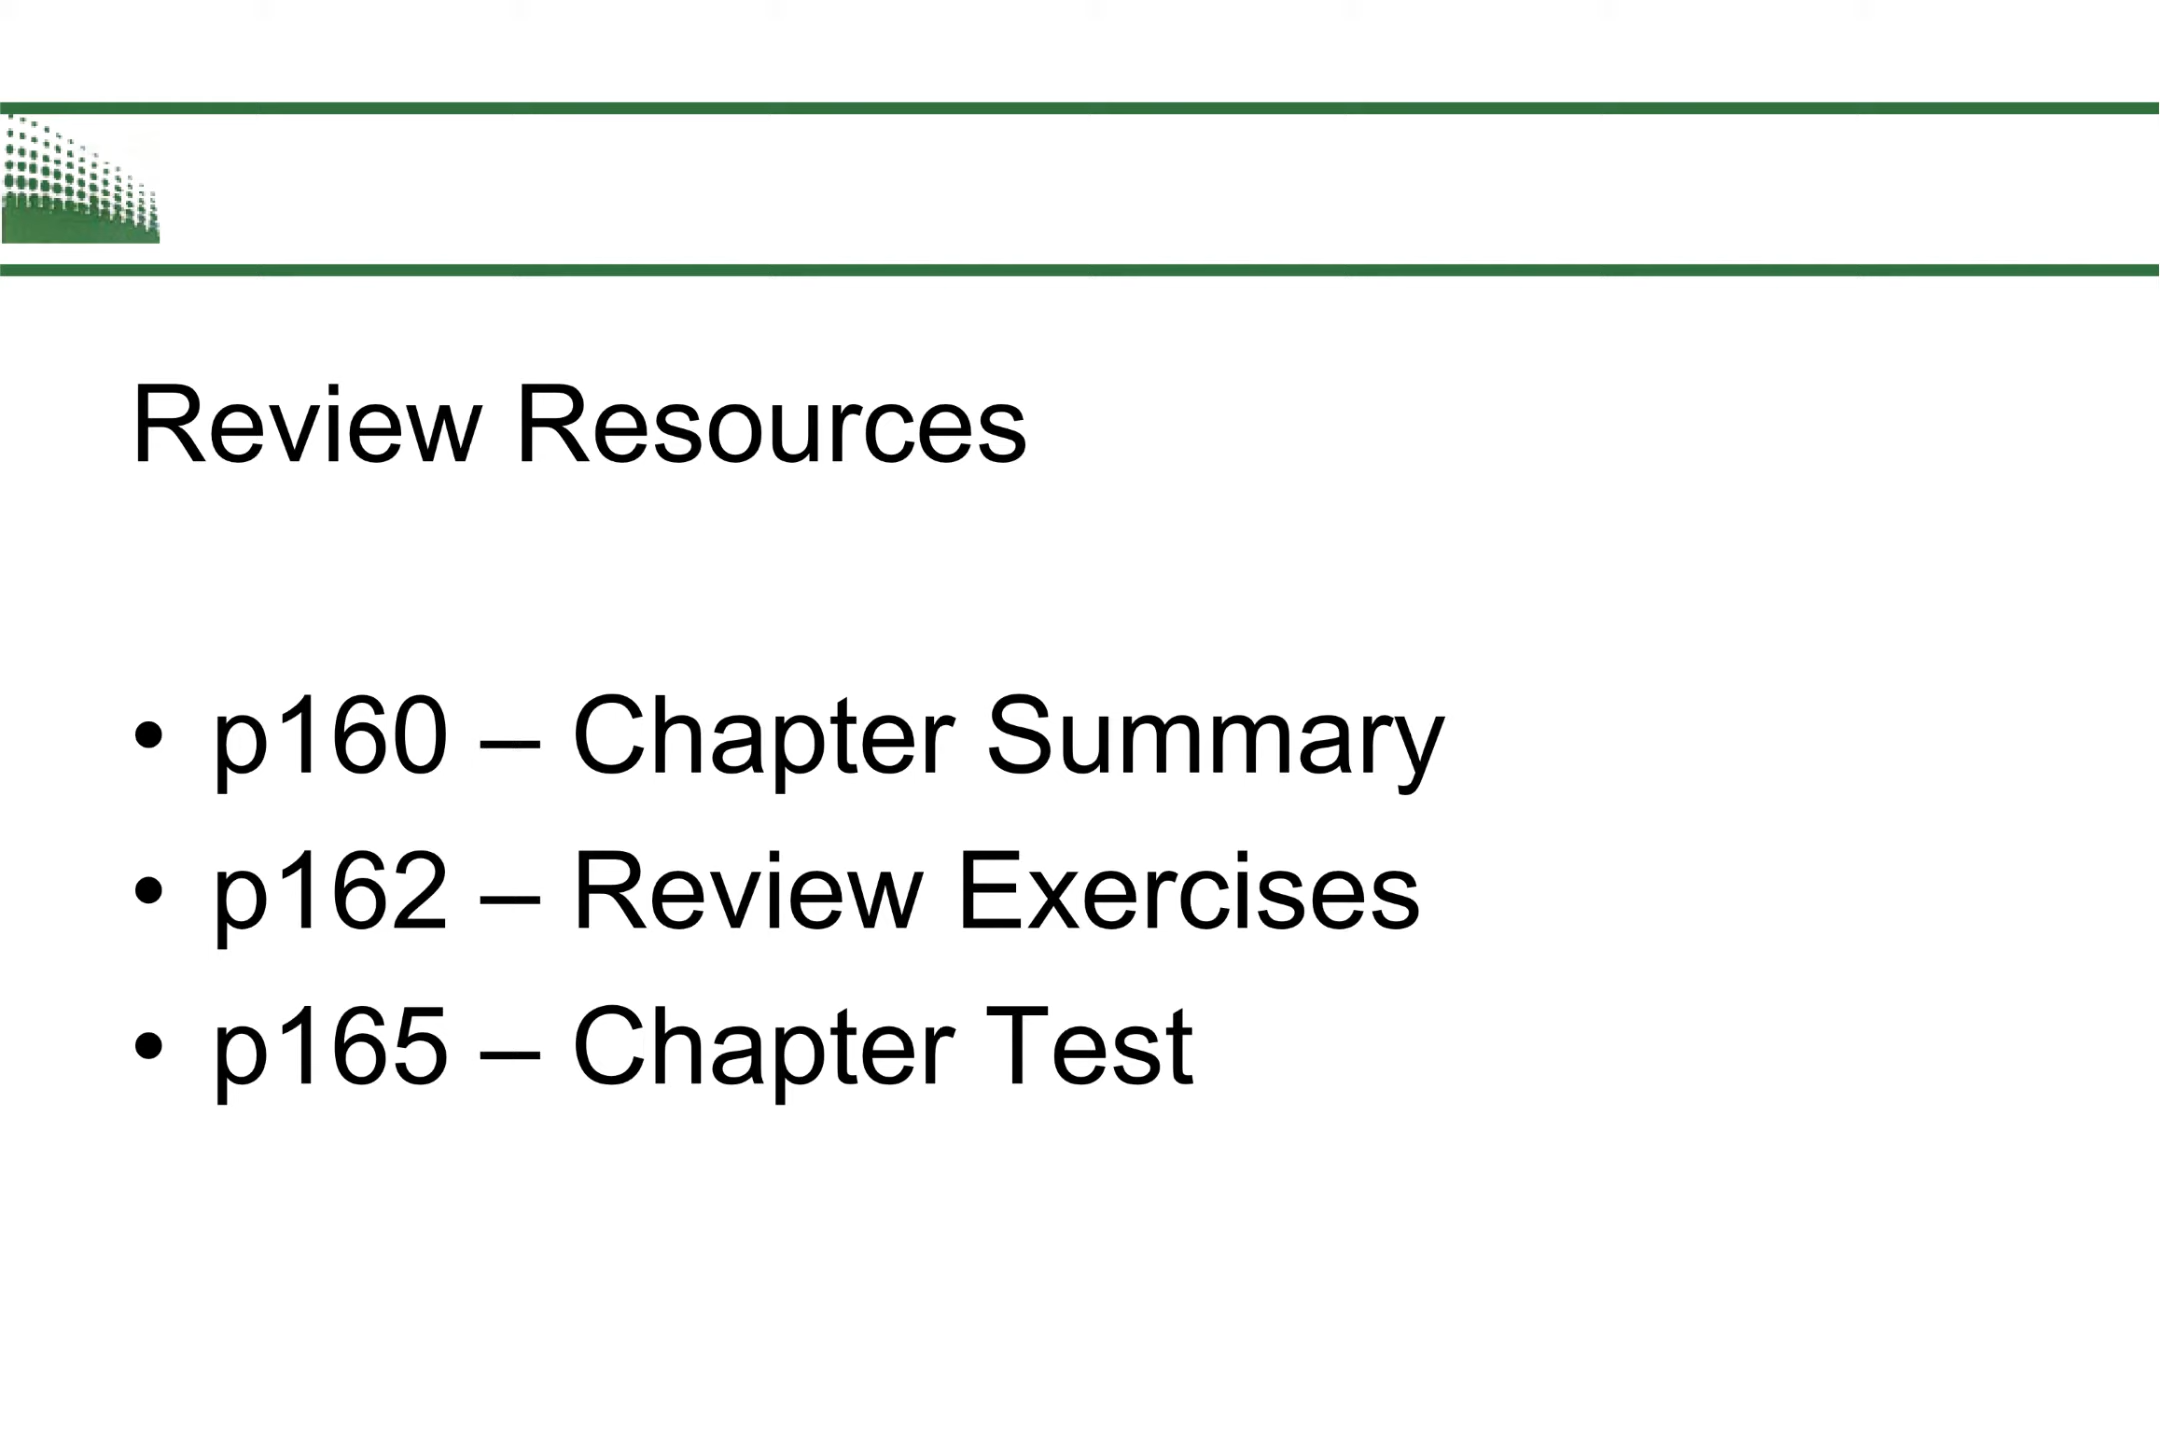 Review Resources
• p160 – Chapter Summary
• p162 – Review Exercises
• p165 – Chapter Test